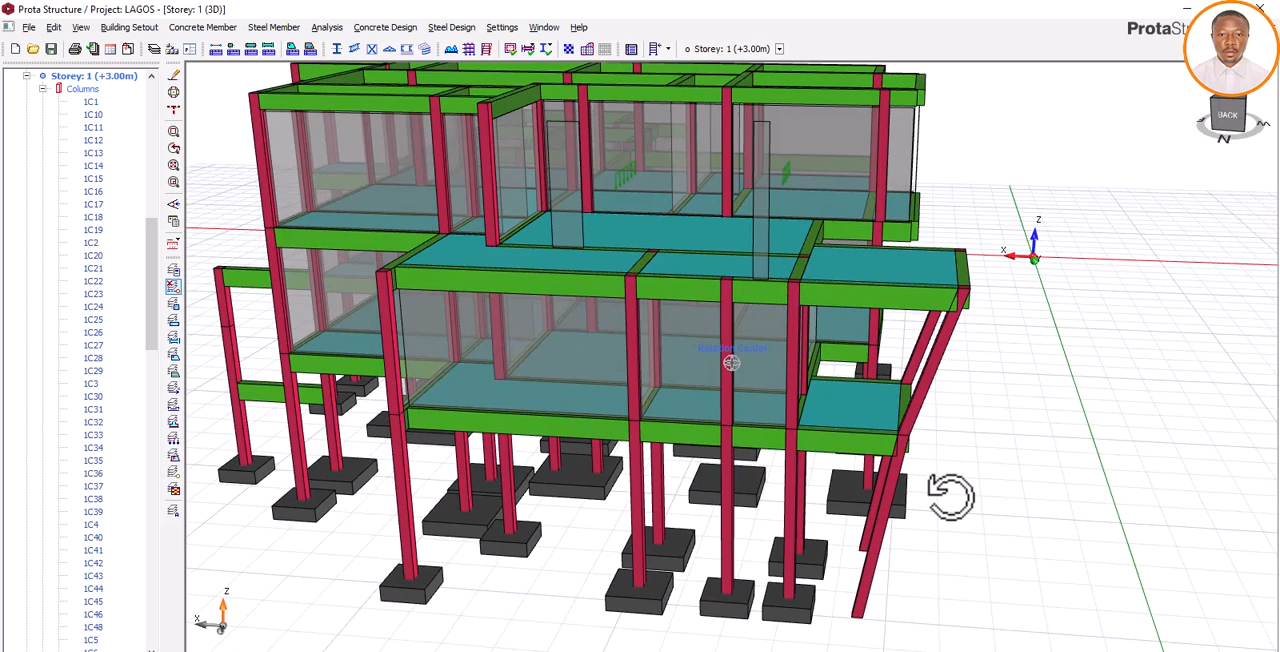 Prota Structure / Project: LAGOS - [Storey: 1 (3D)]
File Edit View Building Setout Concrete Member Steel Member Analysis Concrete Design Steel Design Settings Window Help
ProtaSt
Storey: 1 (+3.00m)
Storey: 1 (+3.00m)
Columns
1C1
1C10
1C11
1C12
1C13
1C14
1C15
1C16
1C17
1C18
1C19
1C2
1C20
1C21
1C22
1C23
1C24
1C25
1C26
1C27
1C28
1C29
1C3
1C30
1C31
1C32
1C33
1C34
1C35
1C36
1C37
1C38
1C39
1C4
1C40
1C41
1C42
1C43
1C44
1C45
1C46
1C48
1C5
BACK
N
Z
X
Rotation Center
Z
X